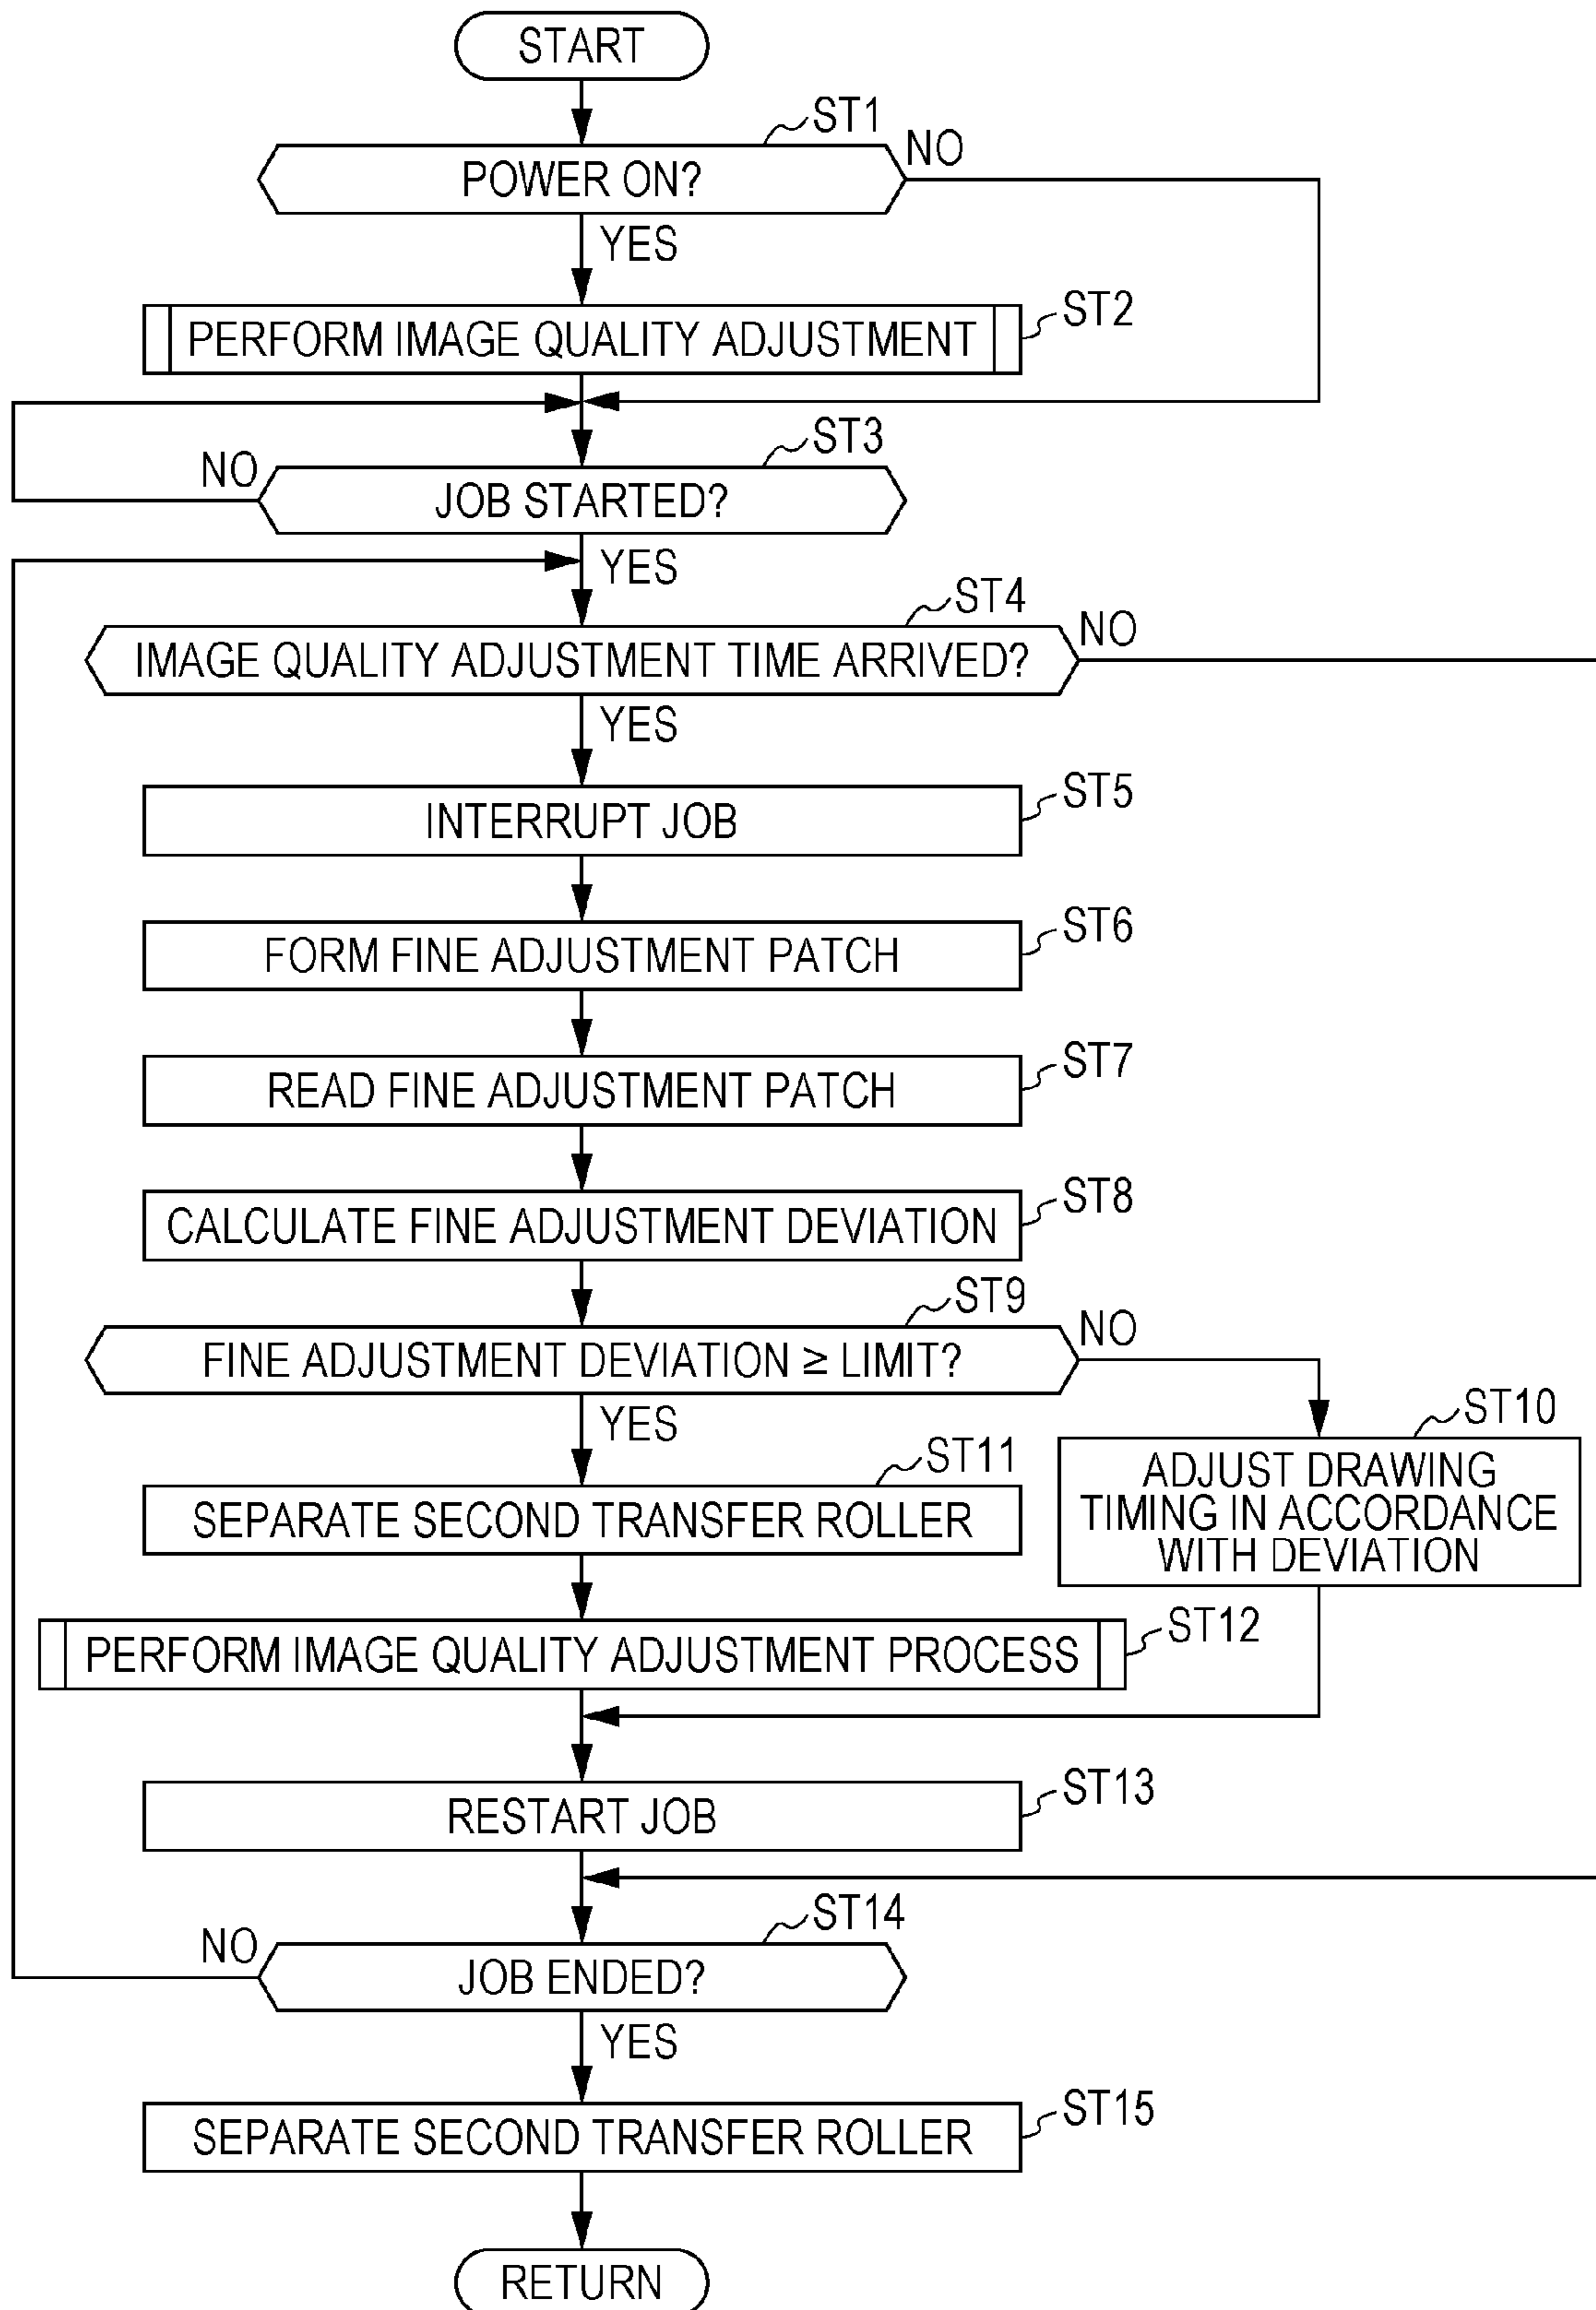 START
ST1
POWER ON?
NO
YES
PERFORM IMAGE QUALITY ADJUSTMENT
ST2
ST3
NO
JOB STARTED?
YES
ST4
IMAGE QUALITY ADJUSTMENT TIME ARRIVED?
NO
YES
INTERRUPT JOB
ST5
FORM FINE ADJUSTMENT PATCH
ST6
READ FINE ADJUSTMENT PATCH
ST7
CALCULATE FINE ADJUSTMENT DEVIATION
ST8
ST9
FINE ADJUSTMENT DEVIATION ≥ LIMIT?
NO
YES
ST10
ADJUST DRAWING
TIMING IN ACCORDANCE
WITH DEVIATION
ST11
SEPARATE SECOND TRANSFER ROLLER
PERFORM IMAGE QUALITY ADJUSTMENT PROCESS
ST12
RESTART JOB
ST13
ST14
NO
JOB ENDED?
YES
SEPARATE SECOND TRANSFER ROLLER
ST15
RETURN